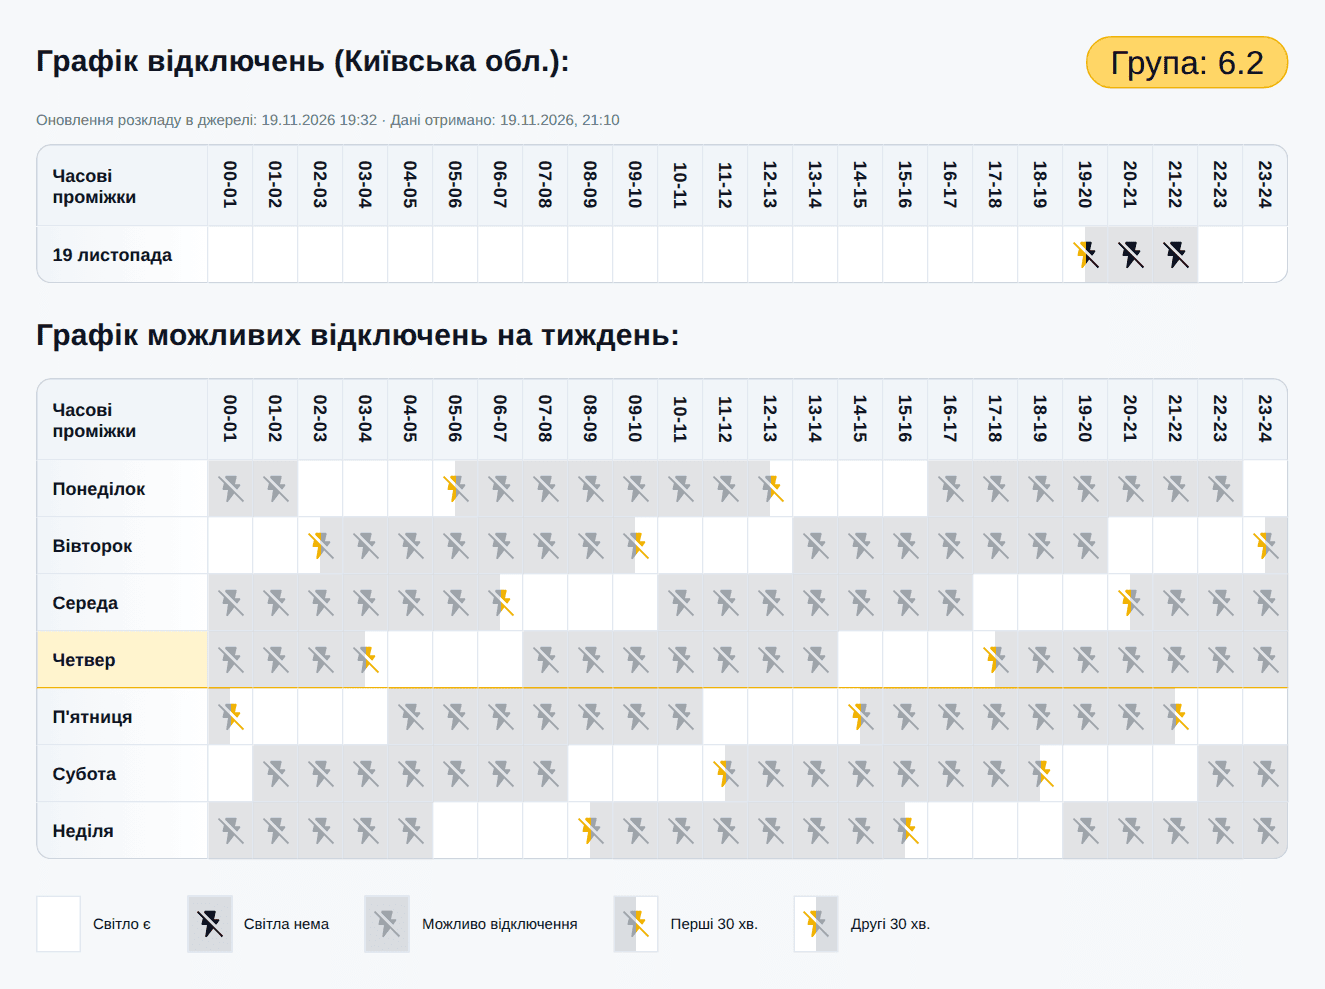 Графік відключень (Київська обл.):
Група: 6.2
Оновлення розкладу в джерелі: 19.11.2026 19:32 · Дані отримано: 19.11.2026, 21:10
Часові проміжки 00-01 01-02 02-03 03-04 04-05 05-06 06-07 07-08 08-09 09-10 10-11 11-12 12-13 13-14 14-15 15-16 16-17 17-18 18-19 19-20 20-21 21-22 22-23 23-24
19 листопада
Графік можливих відключень на тиждень:
Часові проміжки 00-01 01-02 02-03 03-04 04-05 05-06 06-07 07-08 08-09 09-10 10-11 11-12 12-13 13-14 14-15 15-16 16-17 17-18 18-19 19-20 20-21 21-22 22-23 23-24
Понеділок
Вівторок
Середа
Четвер
П'ятниця
Субота
Неділя
Світло є Світла нема Можливо відключення Перші 30 хв. Другі 30 хв.